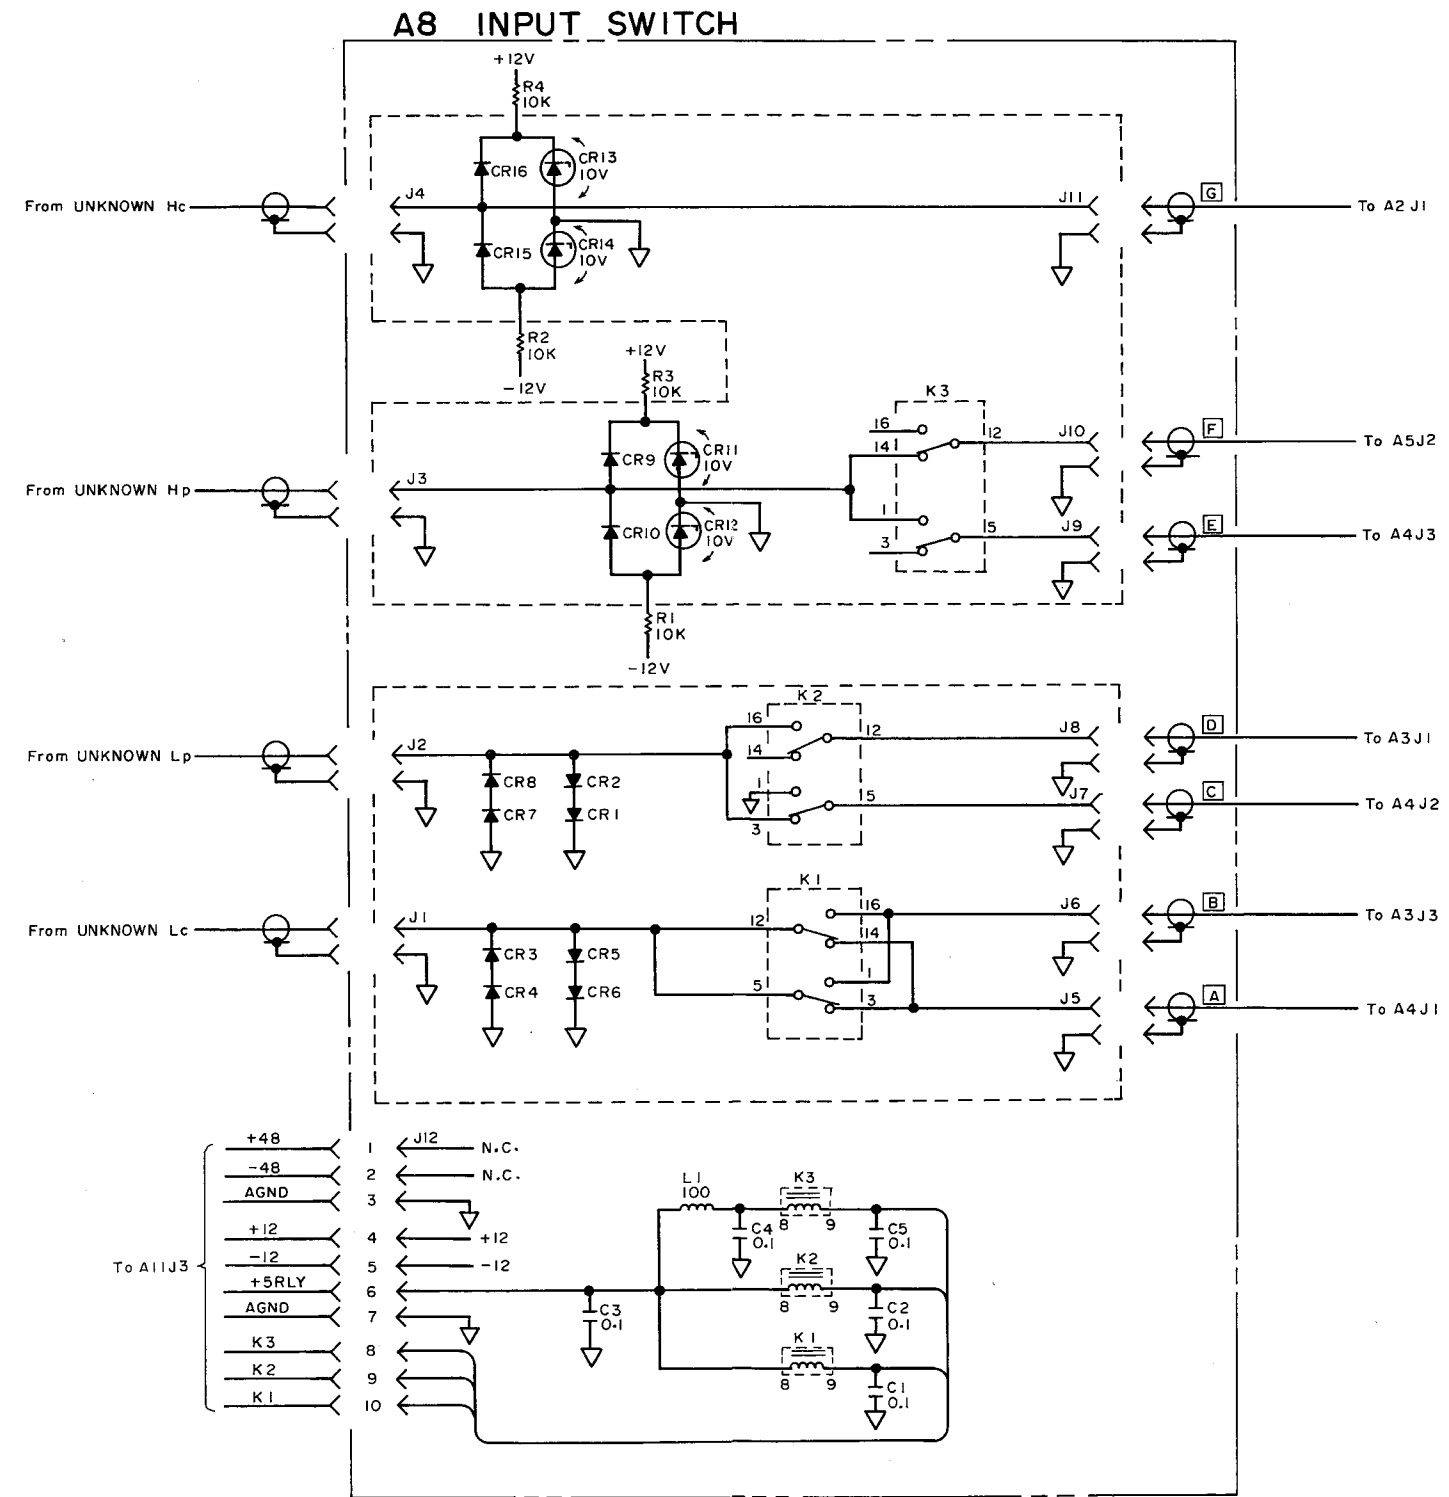 A8 INPUT SWITCH
+12V
R4
10K
CR16
CR13
10V
From UNKNOWN Hc
J4
J11
G
To A2J1
CR15
CR14
10V
R2
10K
-12V
+12V
R3
10K
K3
16
14
12
J10
F
To A5J2
CR9
CR11
10V
From UNKNOWN Hp
J3
CR10
CR12
10V
1
3
5
J9
E
To A4J3
R1
10K
-12V
K2
16
14
12
J8
D
To A3J1
From UNKNOWN Lp
J2
CR8
CR2
CR7
CR1
1
3
5
J7
C
To A4J2
K1
12
16
14
J6
B
To A3J3
From UNKNOWN Lc
J1
CR3
CR5
CR4
CR6
5
1
3
J5
A
To A4J1
To A11J3
+48 1 J12 N.C.
-48 2 N.C.
AGND 3
+12 4 +12
-12 5 -12
+5RLY 6
AGND 7
K3 8
K2 9
K1 10
L1
100
K3
8 9
C4
0.1
C5
0.1
C3
0.1
K2
8 9
C2
0.1
K1
8 9
C1
0.1